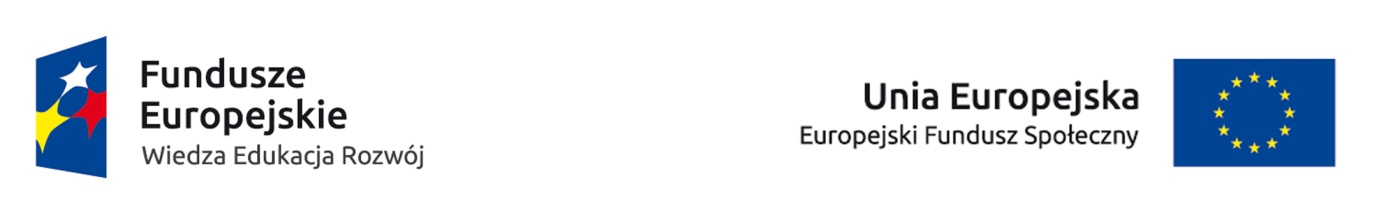 Fundusze
Europejskie
Wiedza Edukacja Rozwój
Unia Europejska
Europejski Fundusz Społeczny